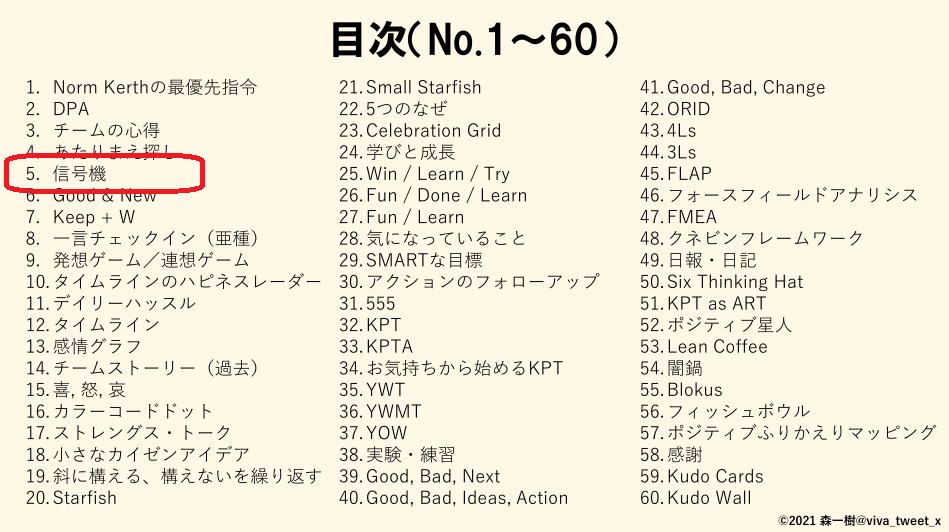 目次(No.1～60)
1. Norm Kerthの最優先指令
2. DPA
3. チームの心得
4. あたりまえ探し
5. 信号機
6. Good & New
7. Keep + W
8. 一言チェックイン（亜種）
9. 発想ゲーム／連想ゲーム
10. タイムラインのハピネスレーダー
11. デイリーハッスル
12. タイムライン
13. 感情グラフ
14. チームストーリー（過去）
15. 喜, 怒, 哀
16. カラーコードドット
17. ストレングス・トーク
18. 小さなカイゼンアイデア
19. 斜に構える、構えないを繰り返す
20. Starfish
21. Small Starfish
22. 5つのなぜ
23. Celebration Grid
24. 学びと成長
25. Win / Learn / Try
26. Fun / Done / Learn
27. Fun / Learn
28. 気になっていること
29. SMARTな目標
30. アクションのフォローアップ
31. 555
32. KPT
33. KPTA
34. お気持ちから始めるKPT
35. YWT
36. YWMT
37. YOW
38. 実験・練習
39. Good, Bad, Next
40. Good, Bad, Ideas, Action
41. Good, Bad, Change
42. ORID
43. 4Ls
44. 3Ls
45. FLAP
46. フォースフィールドアナリシス
47. FMEA
48. クネビンフレームワーク
49. 日報・日記
50. Six Thinking Hat
51. KPT as ART
52. ポジティブ星人
53. Lean Coffee
54. 闇鍋
55. Blokus
56. フィッシュボウル
57. ポジティブふりかえりマッピング
58. 感謝
59. Kudo Cards
60. Kudo Wall
©2021 森一樹@viva_tweet_x